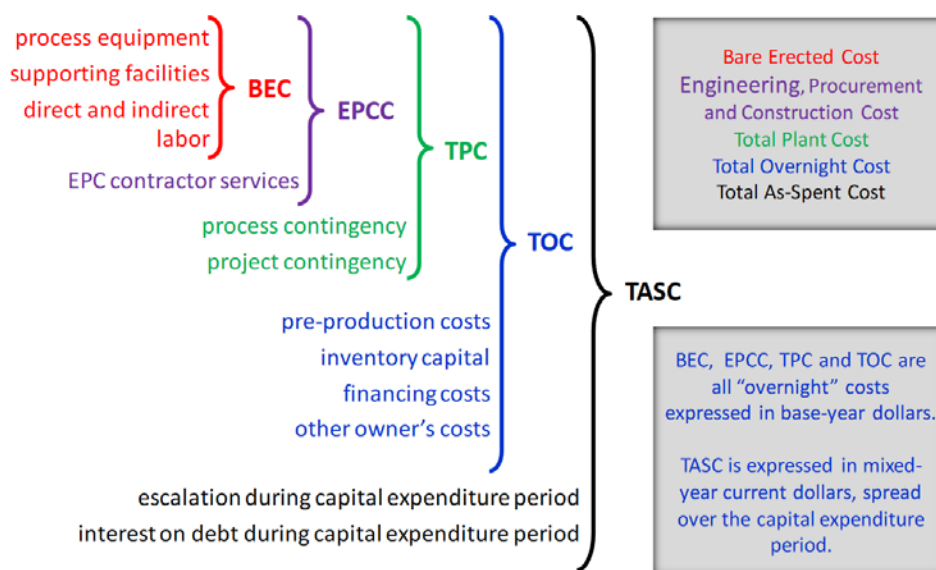 process equipment
supporting facilities
direct and indirect
labor
BEC
EPC contractor services
EPCC
process contingency
project contingency
TPC
pre-production costs
inventory capital
financing costs
other owner's costs
TOC
escalation during capital expenditure period
interest on debt during capital expenditure period
TASC
Bare Erected Cost
Engineering, Procurement
and Construction Cost
Total Plant Cost
Total Overnight Cost
Total As-Spent Cost
BEC, EPCC, TPC and TOC are
all “overnight” costs
expressed in base-year dollars.
TASC is expressed in mixed-
year current dollars, spread
over the capital expenditure
period.